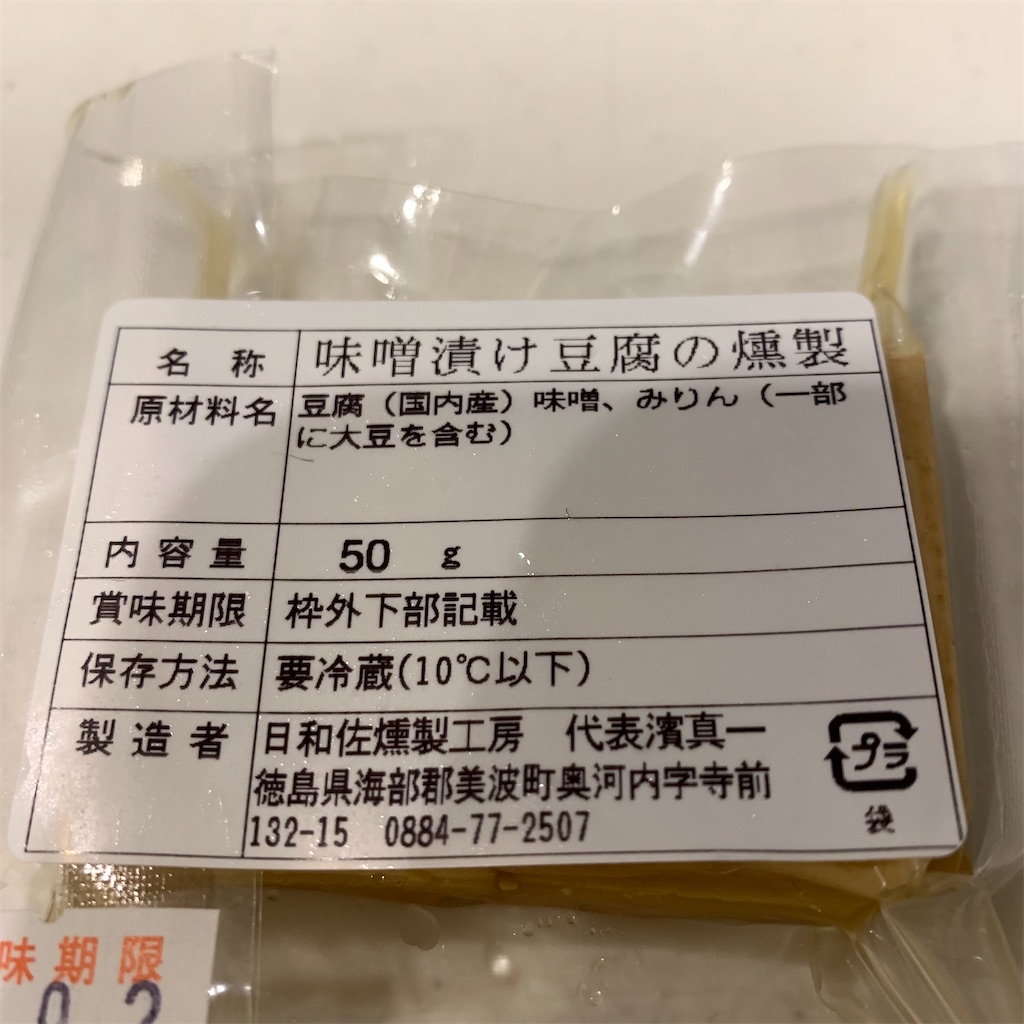 名称 味噌漬け豆腐の燻製
原材料名 豆腐（国内産）味噌、みりん（一部
に大豆を含む）
内容量 50 g
賞味期限 枠外下部記載
保存方法 要冷蔵(10℃以下)
製造者 日和佐燻製工房 代表濱真一
徳島県海部郡美波町奥河内字寺前
132-15 0884-77-2507
プラ
袋
味期限